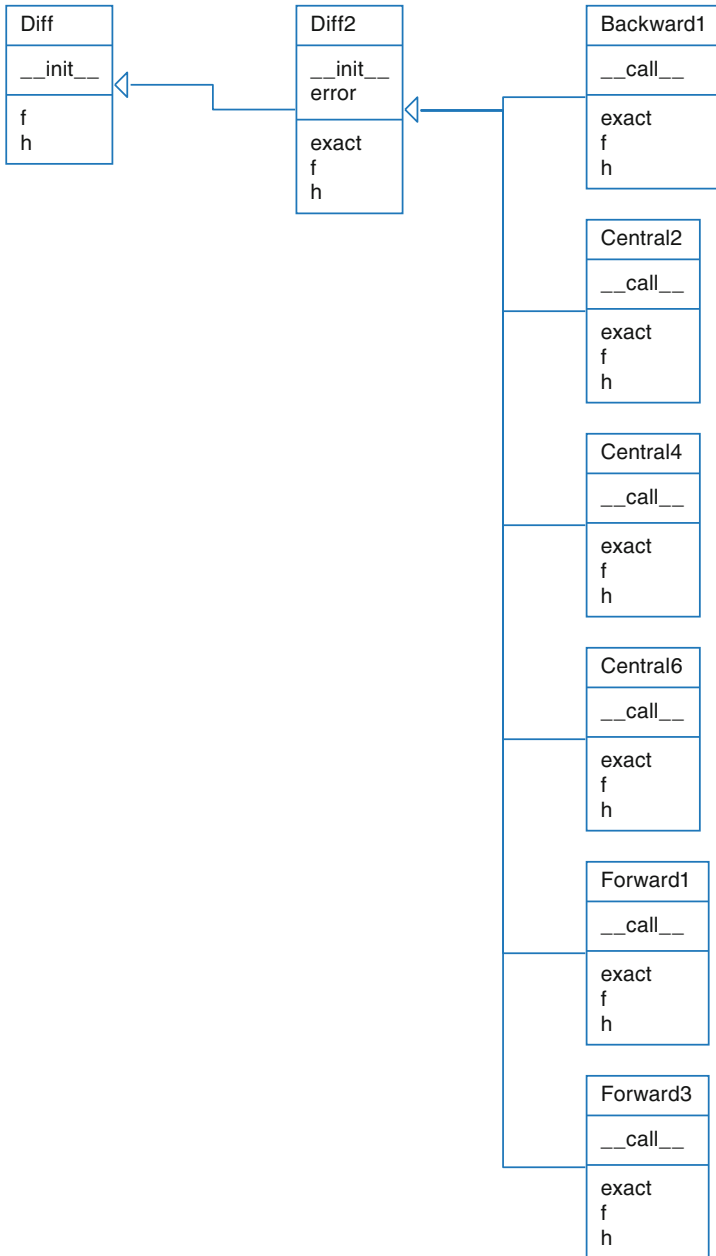 Diff
__init__
f
h
Diff2
__init__
error
exact
f
h
Backward1
__call__
exact
f
h
Central2
__call__
exact
f
h
Central4
__call__
exact
f
h
Central6
__call__
exact
f
h
Forward1
__call__
exact
f
h
Forward3
__call__
exact
f
h